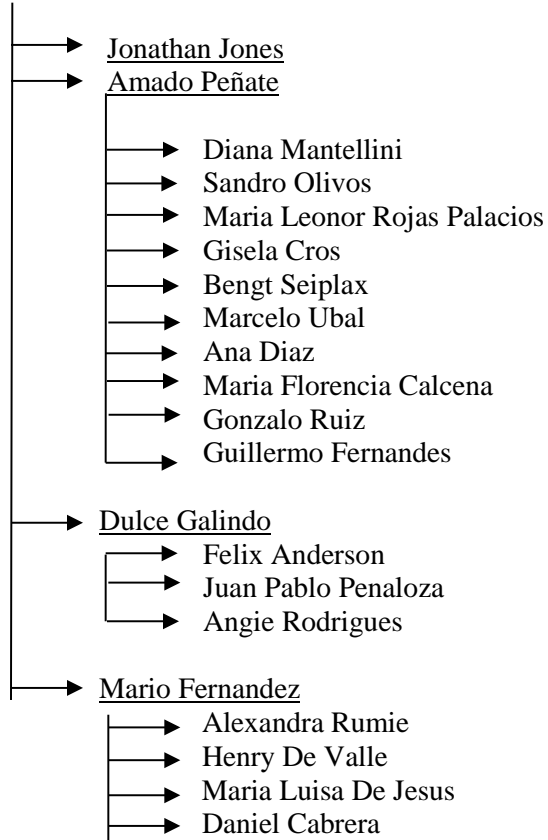 Jonathan Jones
Amado Peñate
Diana Mantellini
Sandro Olivos
Maria Leonor Rojas Palacios
Gisela Cros
Bengt Seiplax
Marcelo Ubal
Ana Diaz
Maria Florencia Calcena
Gonzalo Ruiz
Guillermo Fernandes
Dulce Galindo
Felix Anderson
Juan Pablo Penaloza
Angie Rodrigues
Mario Fernandez
Alexandra Rumie
Henry De Valle
Maria Luisa De Jesus
Daniel Cabrera